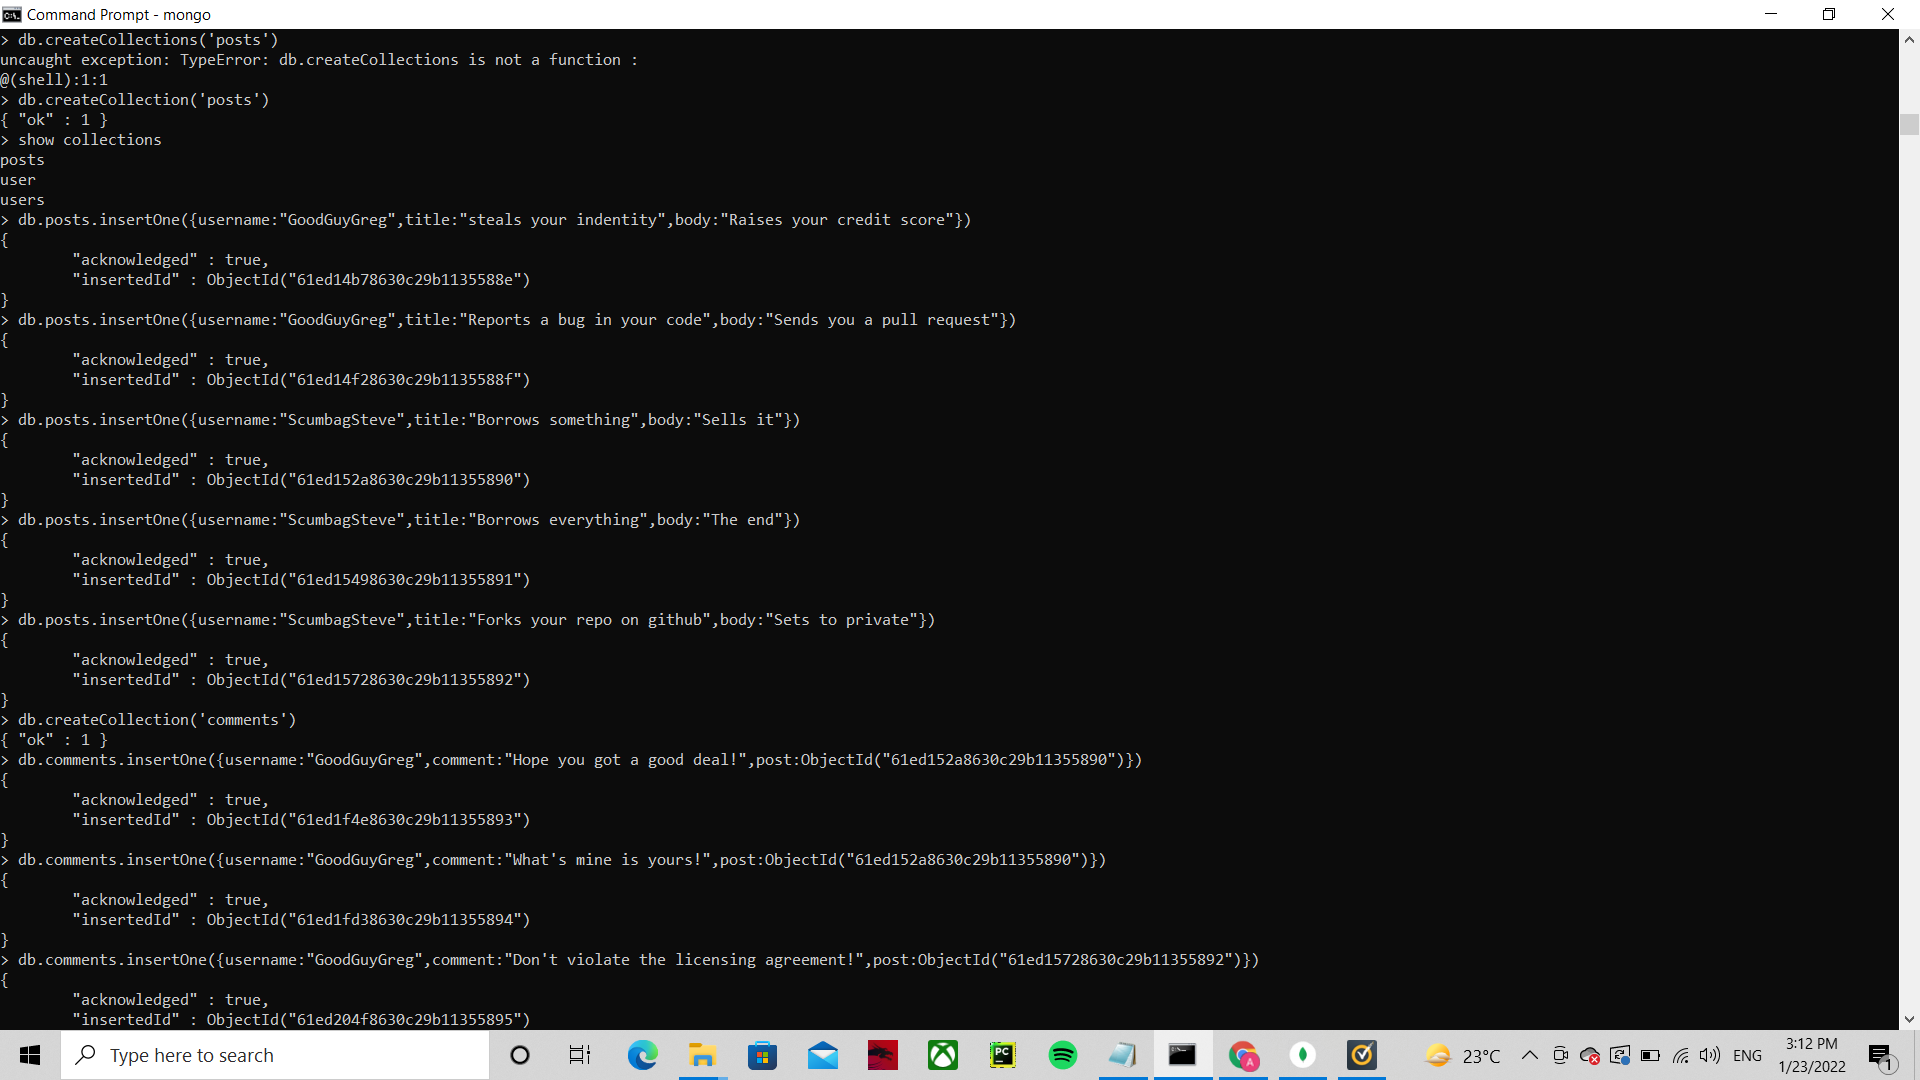 Command Prompt - mongo
> db.createCollections('posts')
uncaught exception: TypeError: db.createCollections is not a function :
@(shell):1:1
> db.createCollection('posts')
{ "ok" : 1 }
> show collections
posts
user
users
> db.posts.insertOne({username:"GoodGuyGreg",title:"steals your indentity",body:"Raises your credit score"})
{
        "acknowledged" : true,
        "insertedId" : ObjectId("61ed14b78630c29b1135588e")
}
> db.posts.insertOne({username:"GoodGuyGreg",title:"Reports a bug in your code",body:"Sends you a pull request"})
{
        "acknowledged" : true,
        "insertedId" : ObjectId("61ed14f28630c29b1135588f")
}
> db.posts.insertOne({username:"ScumbagSteve",title:"Borrows something",body:"Sells it"})
{
        "acknowledged" : true,
        "insertedId" : ObjectId("61ed152a8630c29b11355890")
}
> db.posts.insertOne({username:"ScumbagSteve",title:"Borrows everything",body:"The end"})
{
        "acknowledged" : true,
        "insertedId" : ObjectId("61ed15498630c29b11355891")
}
> db.posts.insertOne({username:"ScumbagSteve",title:"Forks your repo on github",body:"Sets to private"})
{
        "acknowledged" : true,
        "insertedId" : ObjectId("61ed15728630c29b11355892")
}
> db.createCollection('comments')
{ "ok" : 1 }
> db.comments.insertOne({username:"GoodGuyGreg",comment:"Hope you got a good deal!",post:ObjectId("61ed152a8630c29b11355890")})
{
        "acknowledged" : true,
        "insertedId" : ObjectId("61ed1f4e8630c29b11355893")
}
> db.comments.insertOne({username:"GoodGuyGreg",comment:"What's mine is yours!",post:ObjectId("61ed152a8630c29b11355890")})
{
        "acknowledged" : true,
        "insertedId" : ObjectId("61ed1fd38630c29b11355894")
}
> db.comments.insertOne({username:"GoodGuyGreg",comment:"Don't violate the licensing agreement!",post:ObjectId("61ed15728630c29b11355892")})
{
        "acknowledged" : true,
        "insertedId" : ObjectId("61ed204f8630c29b11355895")
Type here to search
PC
A
23°C
ENG
3:12 PM
1/23/2022
1